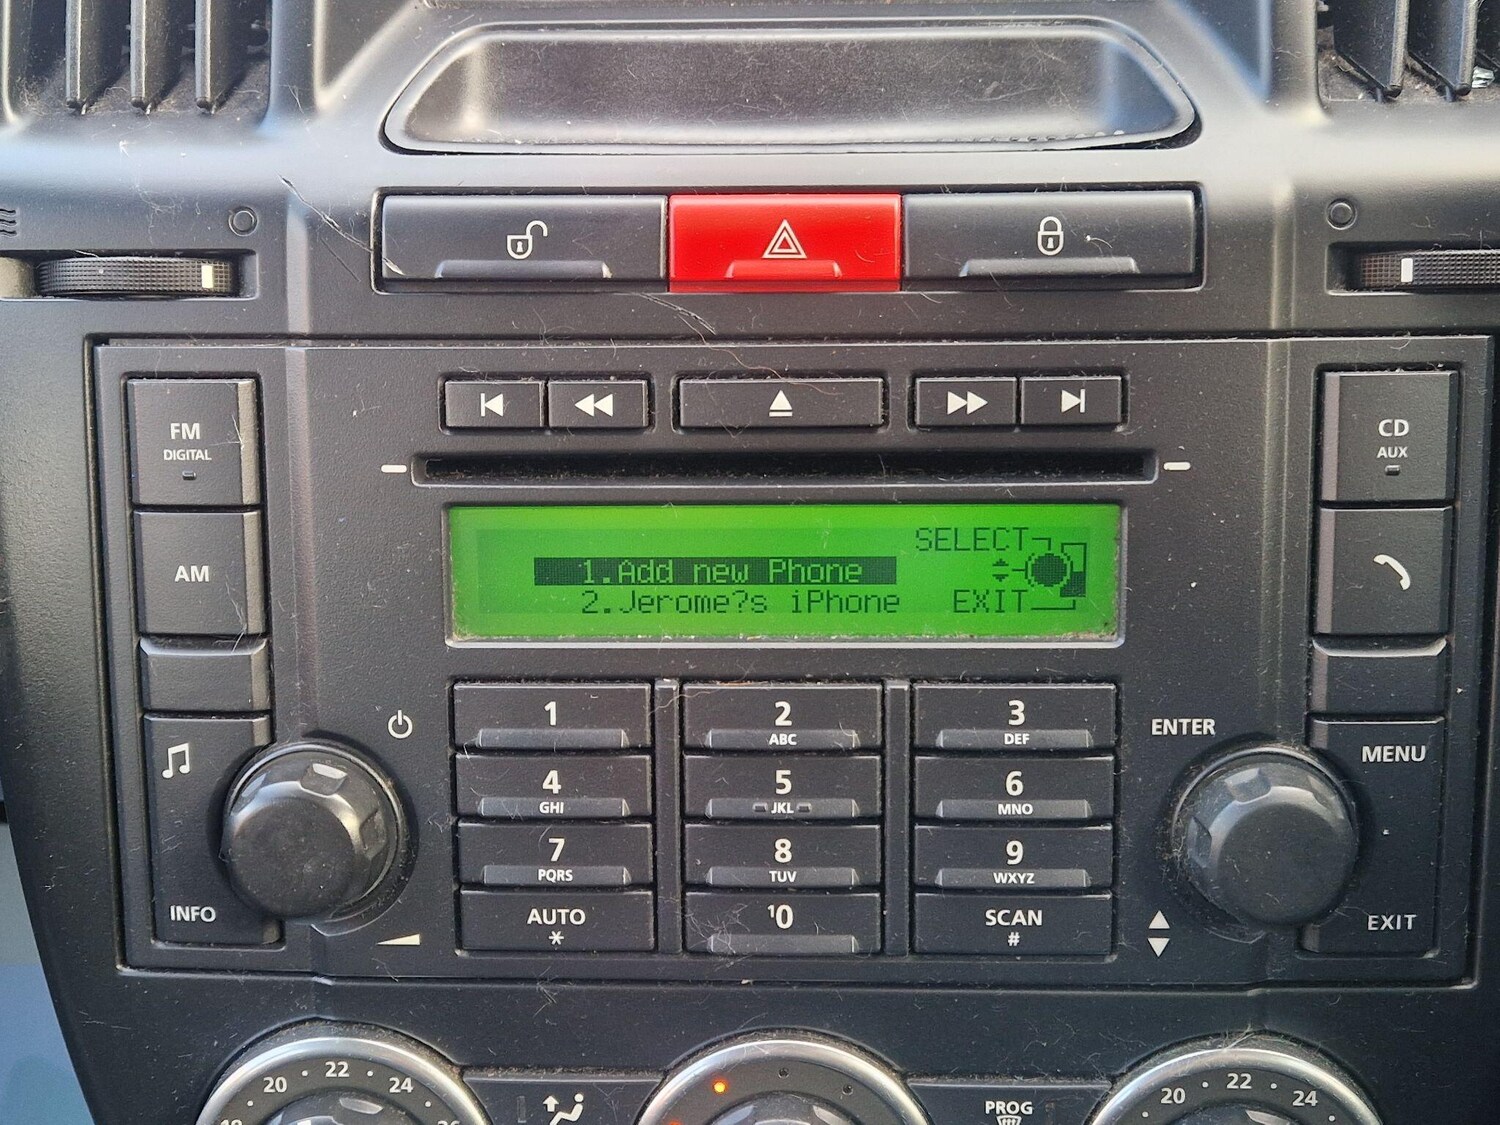 FM
DIGITAL
CD
AUX
AM
SELECT
1.Add new Phone
2.Jerome?s iPhone
EXIT
1
2
ABC
3
DEF
4
GHI
5
JKL
6
MNO
7
PQRS
8
TUV
9
WXYZ
AUTO
*
10
SCAN
#
ENTER
MENU
INFO
EXIT
20 • 22 • 24
20 • 22 • 24
PROG